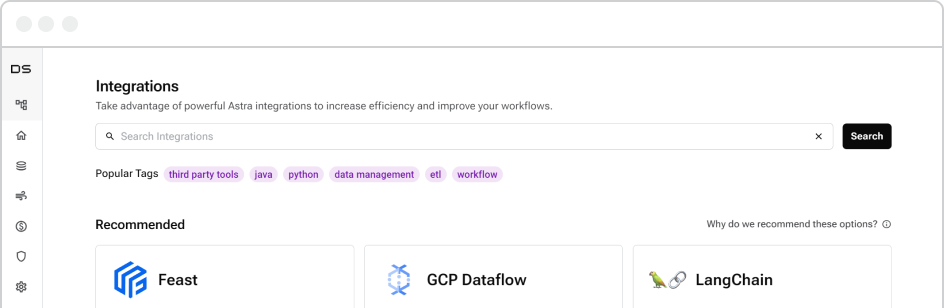 DS
Integrations
Take advantage of powerful Astra integrations to increase efficiency and improve your workflows.
Search Integrations
Search
Popular Tags third party tools java python data management etl workflow
Recommended
Why do we recommend these options?
Feast
GCP Dataflow
LangChain